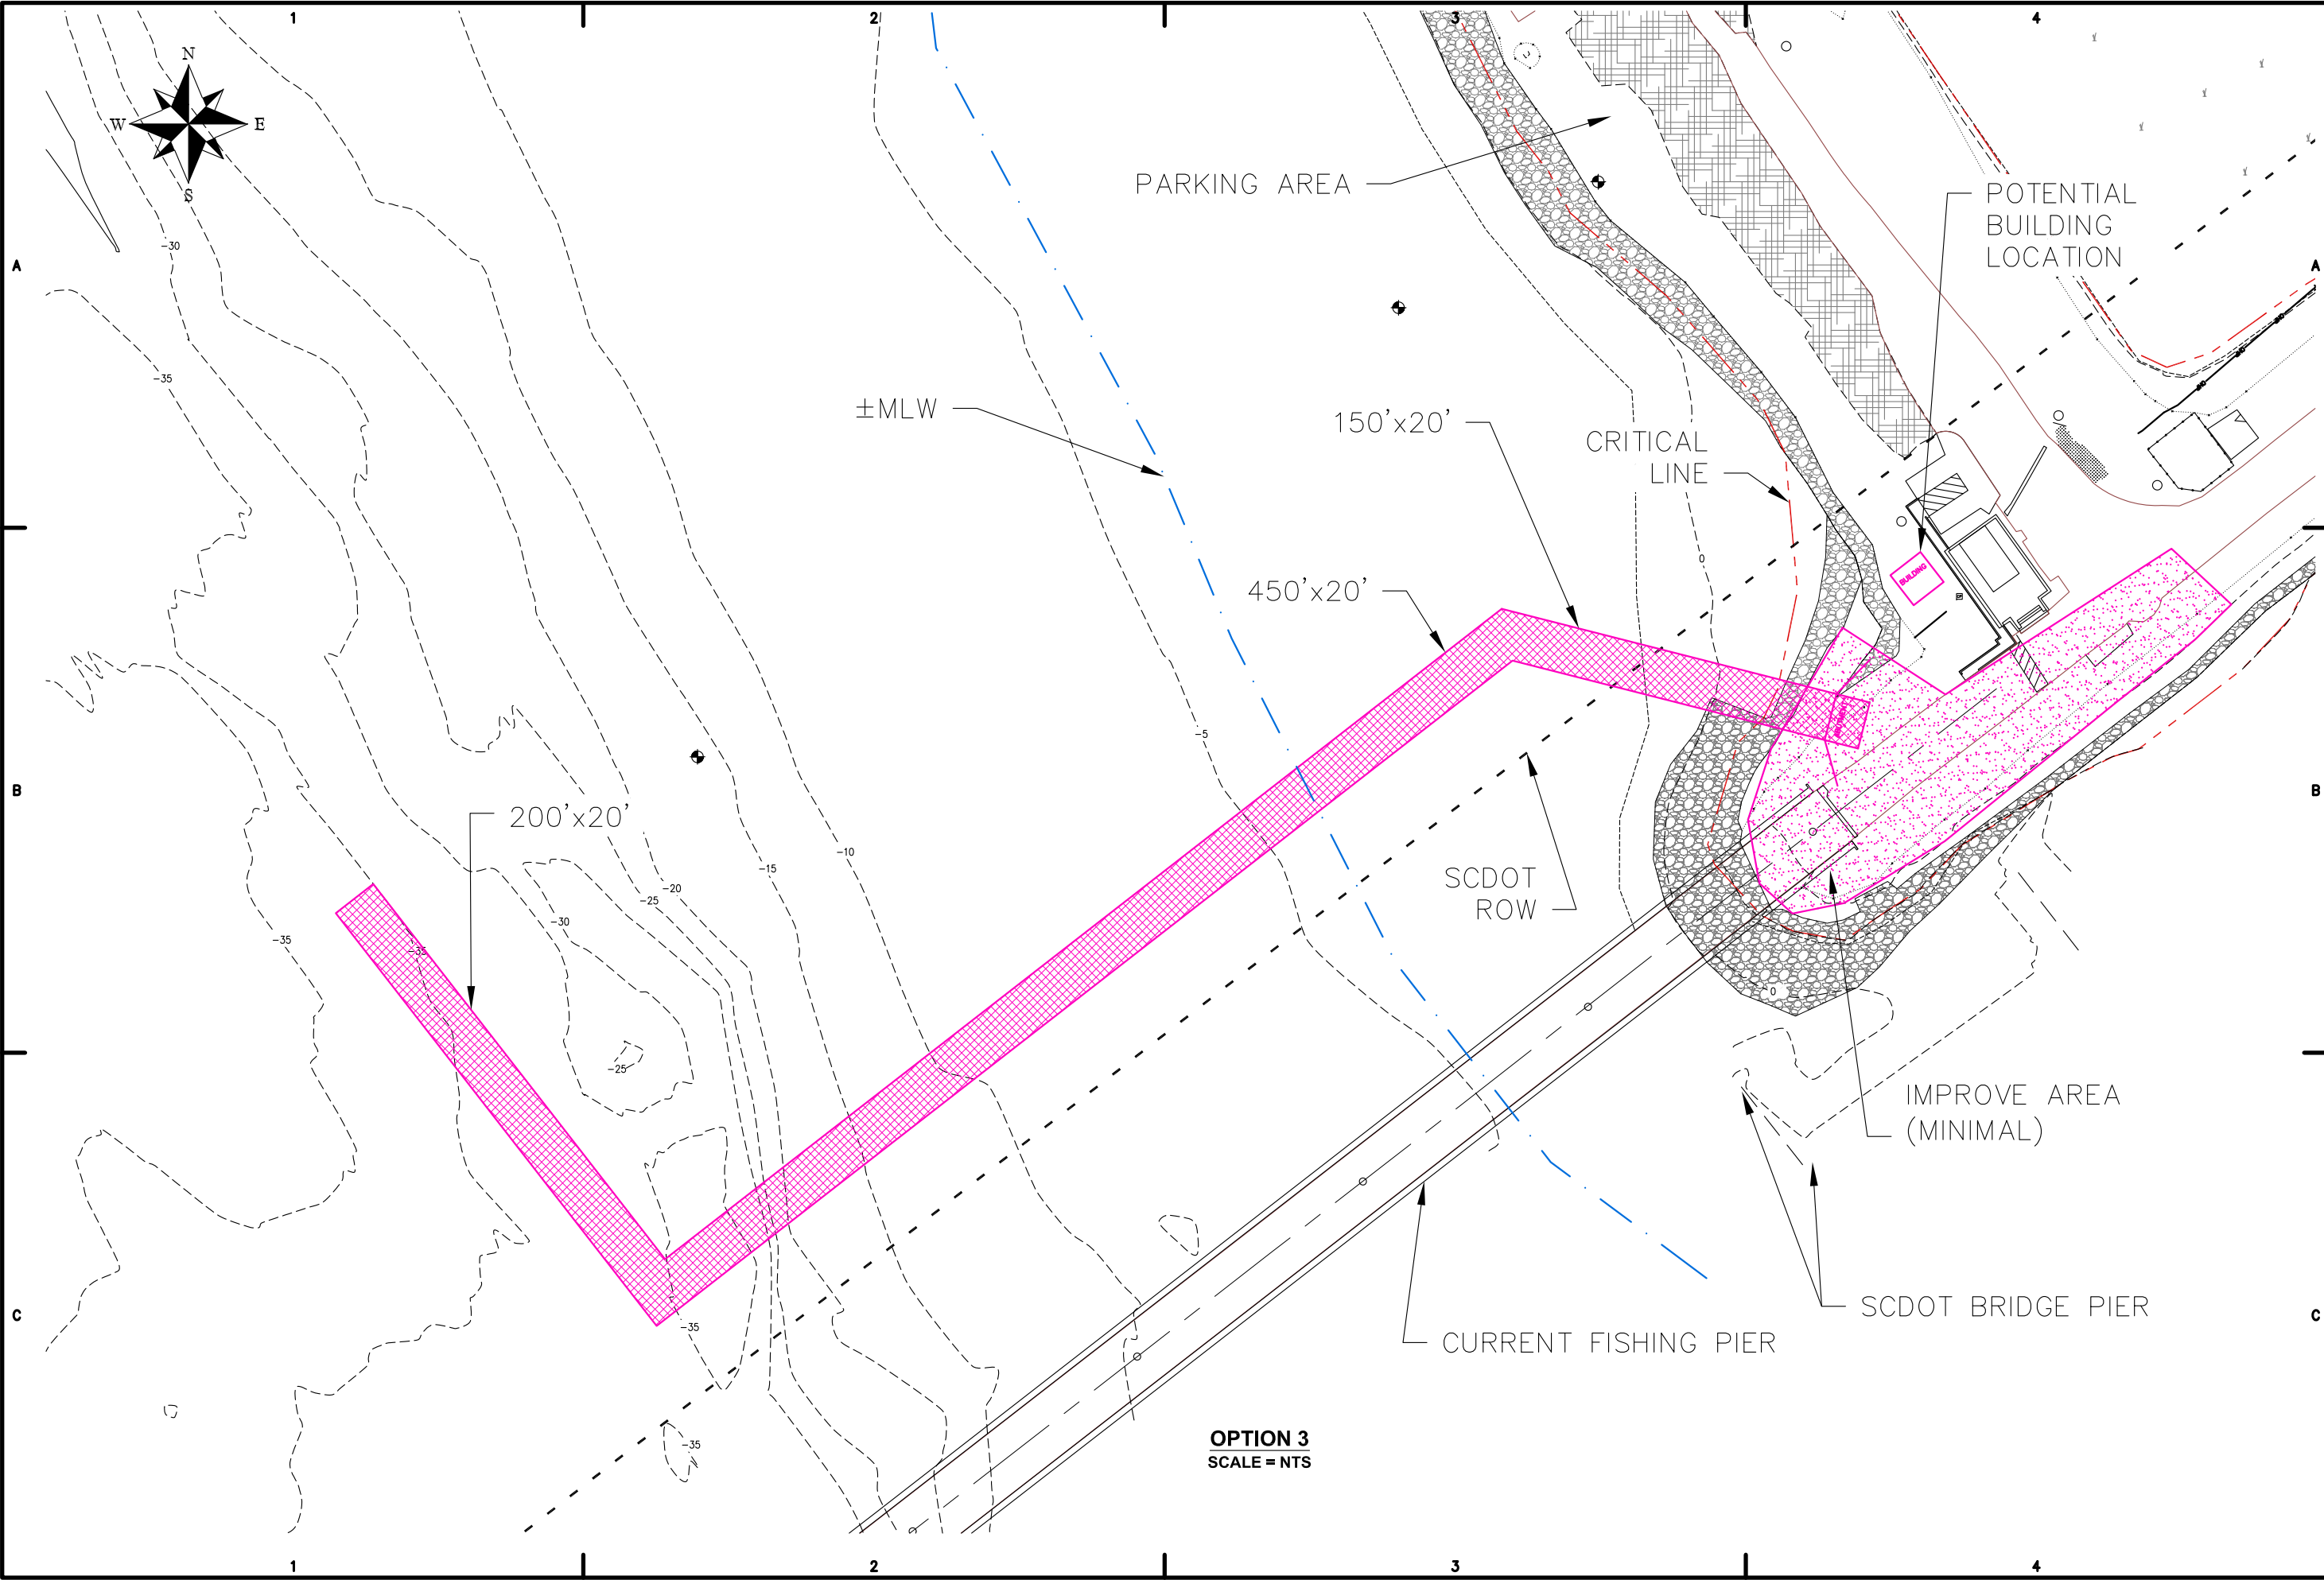 1
2
3
4
N
W
E
S
A
A
PARKING AREA
POTENTIAL
BUILDING
LOCATION
-30
-35
±MLW
150'x20'
CRITICAL
LINE
0
450'x20'
BUILDING
-5
B
B
200'x20'
-10
-15
-20
-25
-30
-35
-35
SCDOT
ROW
0
-25
IMPROVE AREA
(MINIMAL)
C
C
SCDOT BRIDGE PIER
-35
CURRENT FISHING PIER
-35
OPTION 3
SCALE = NTS
1
2
3
4